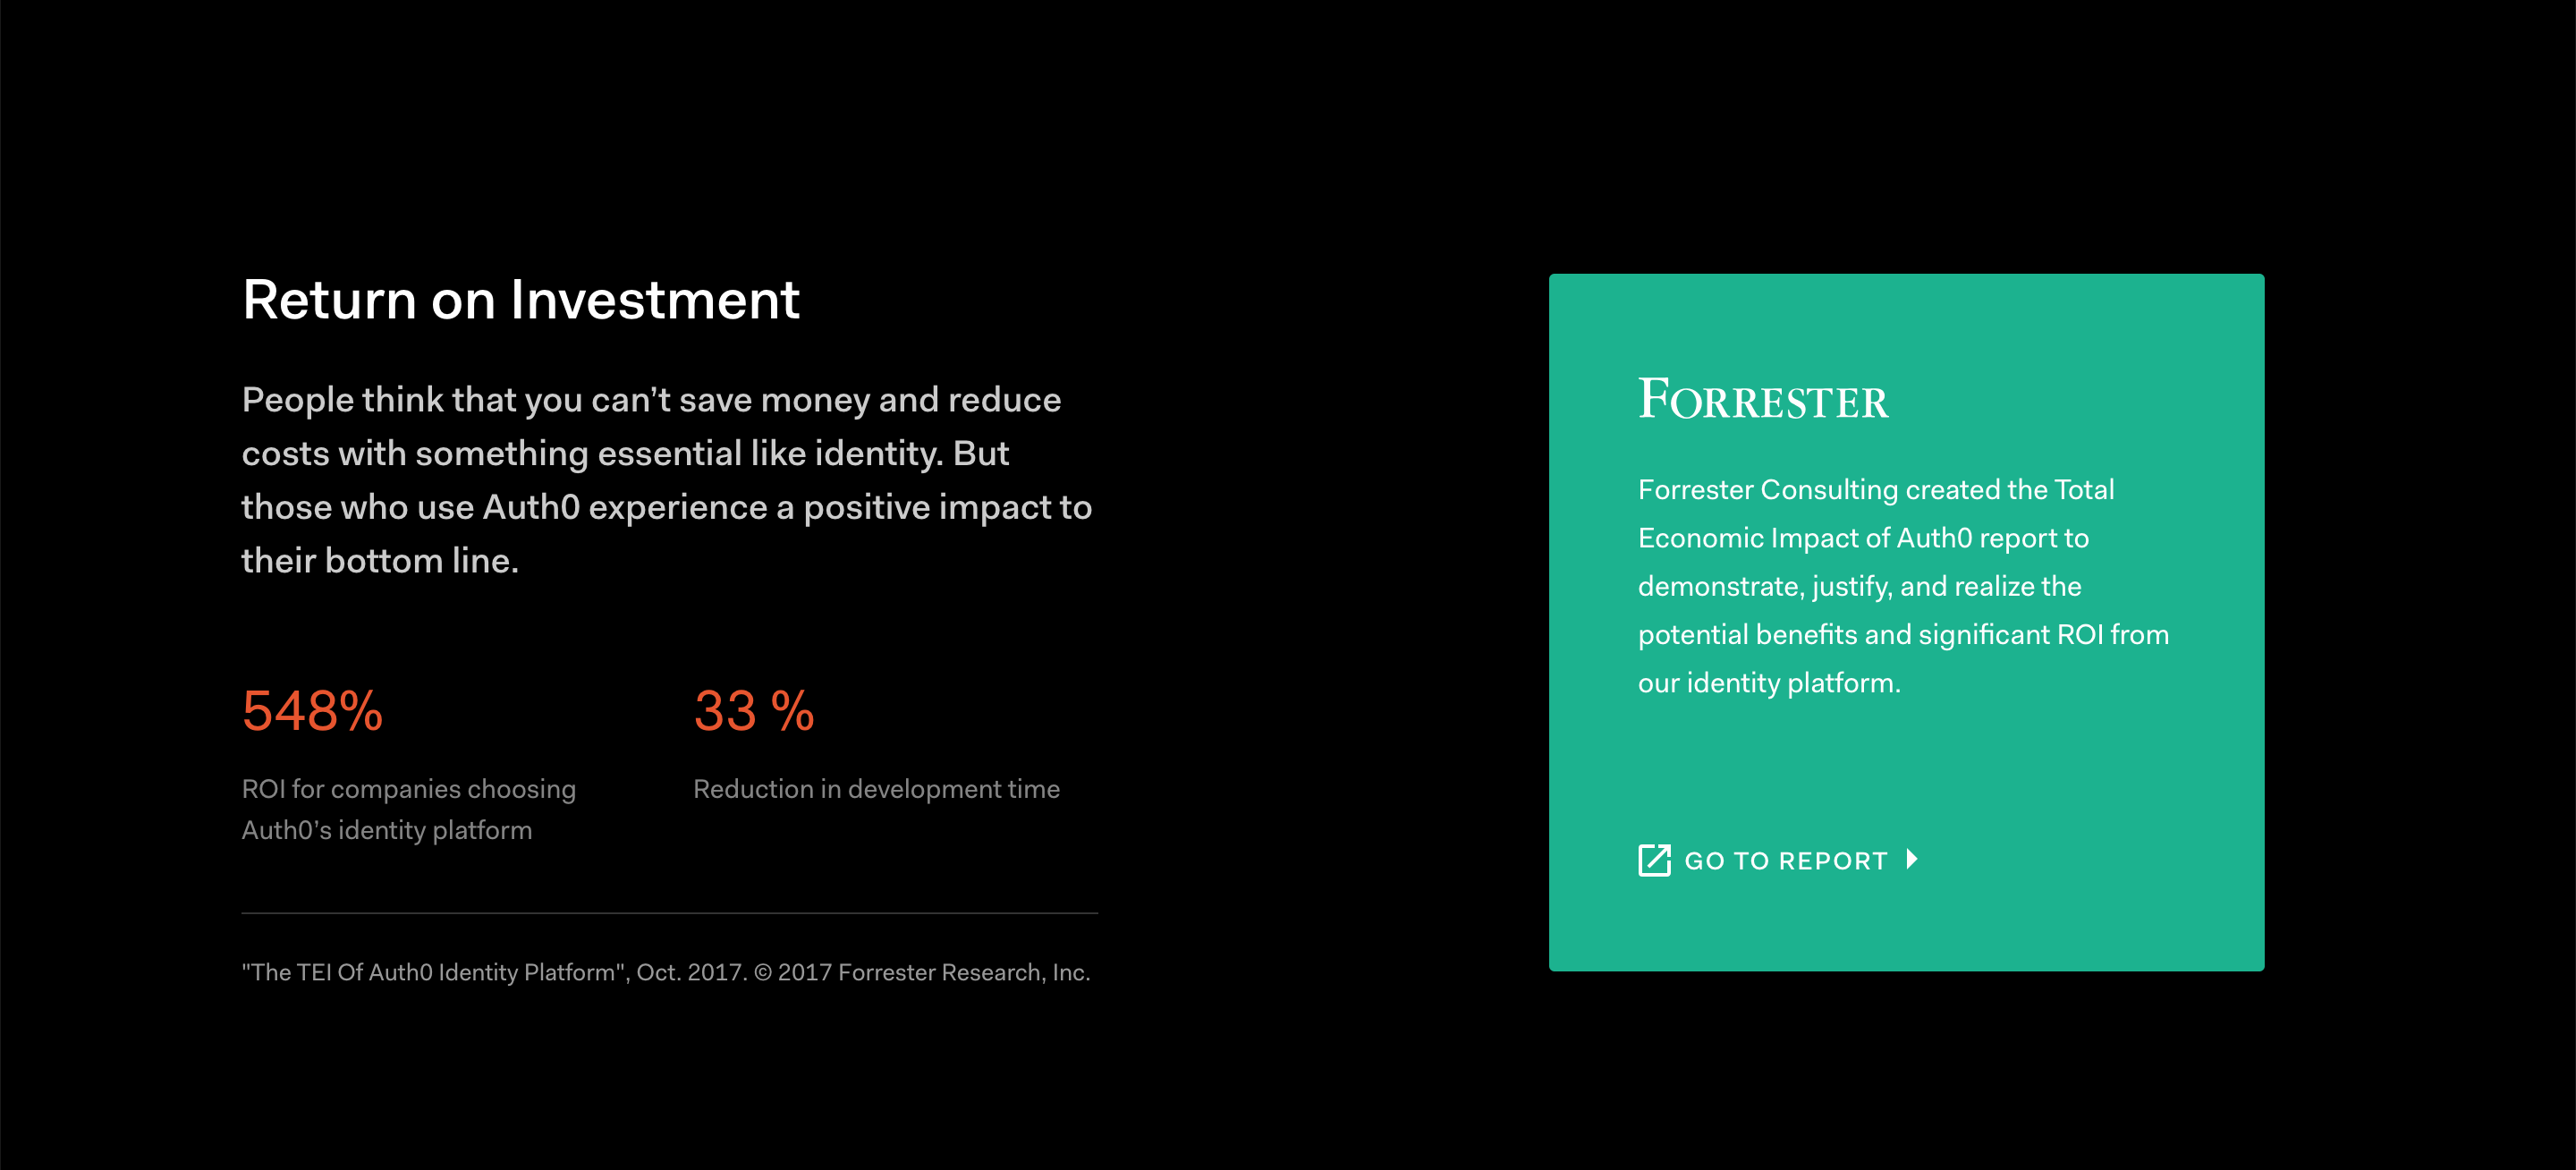 Return on Investment
People think that you can’t save money and reduce
costs with something essential like identity. But
those who use Auth0 experience a positive impact to
their bottom line.
548%
ROI for companies choosing
Auth0’s identity platform
33 %
Reduction in development time
"The TEI Of Auth0 Identity Platform", Oct. 2017. © 2017 Forrester Research, Inc.
FORRESTER
Forrester Consulting created the Total
Economic Impact of Auth0 report to
demonstrate, justify, and realize the
potential benefits and significant ROI from
our identity platform.
GO TO REPORT